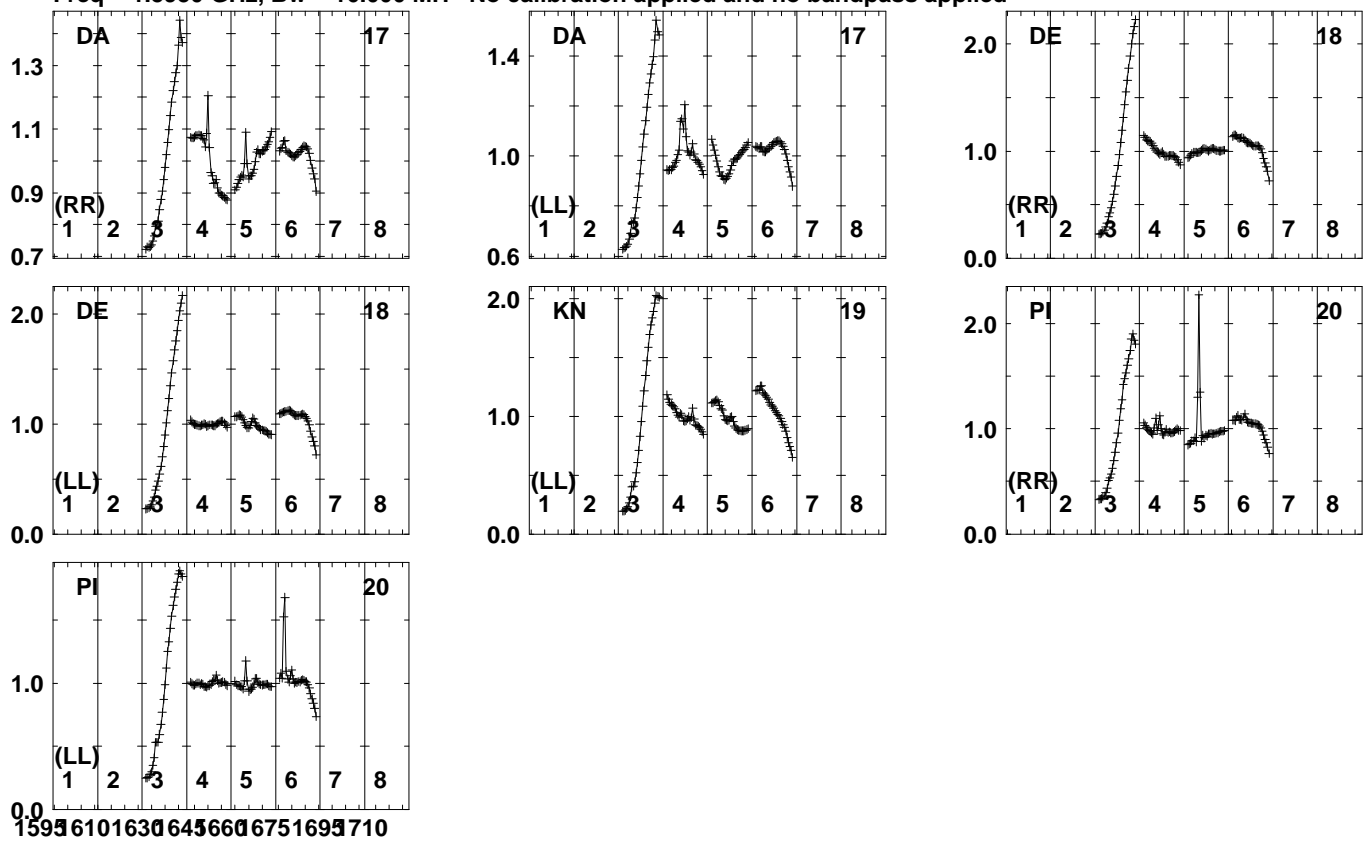 No calibration applied and no bandpass applied
DA 17
1.3
1.1
0.9
0.7
(RR)
1 2 3 4 5 6 7 8
DA 17
1.4
1.0
0.6
(LL)
1 2 3 4 5 6 7 8
DE 18
2.0
1.0
0.0
(RR)
1 2 3 4 5 6 7 8
DE 18
2.0
1.0
0.0
(LL)
1 2 3 4 5 6 7 8
KN 19
2.0
1.0
0.0
(LL)
1 2 3 4 5 6 7 8
PI 20
2.0
1.0
0.0
(RR)
1 2 3 4 5 6 7 8
PI 20
1.0
0.0
(LL)
1 2 3 4 5 6 7 8
1595 1610 1630 1645 1660 1675 1695 1710